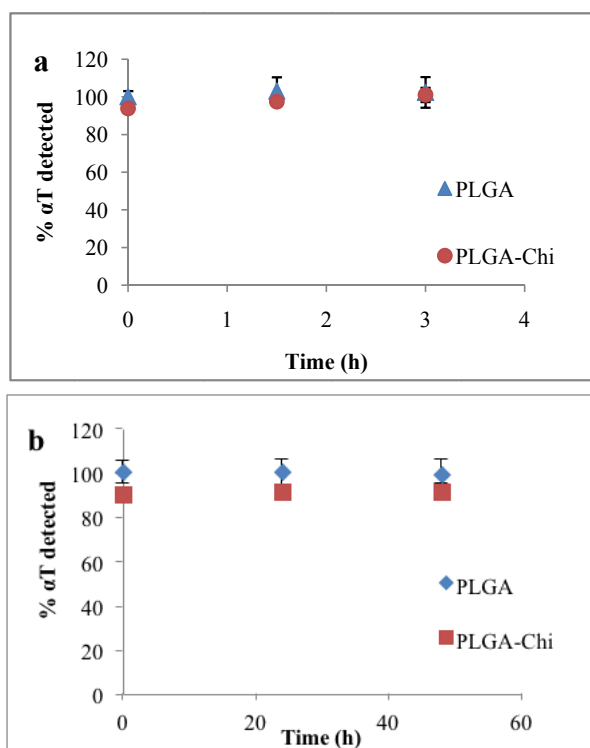 a
% αT detected
120
100
80
60
40
20
0
0 1 2 3 4
Time (h)
PLGA
PLGA-Chi
b
% αT detected
120
100
80
60
40
20
0
0 20 40 60
Time (h)
PLGA
PLGA-Chi